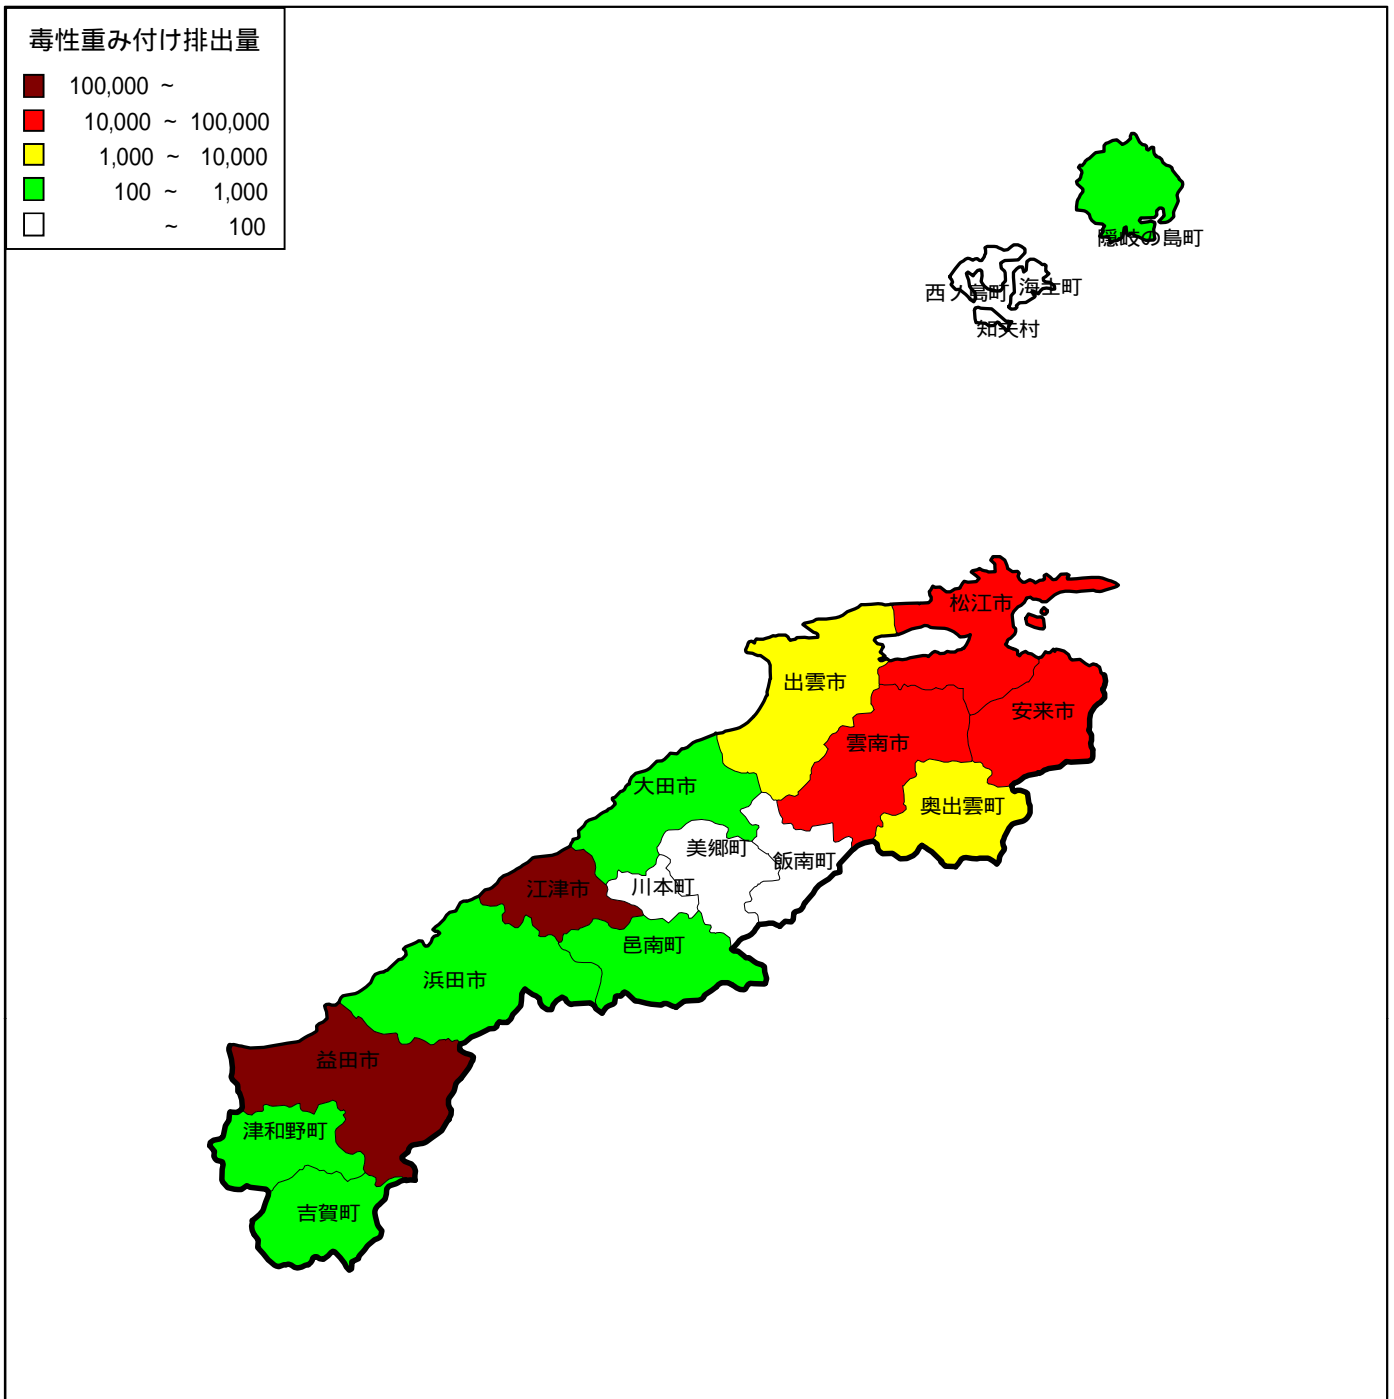 毒性重み付け排出量
100,000 ~
10,000 ~ 100,000
1,000 ~ 10,000
100 ~ 1,000
~ 100
隠岐の島町
西ノ島町
海士町
知夫村
松江市
出雲市
安来市
雲南市
大田市
奥出雲町
美郷町
飯南町
川本町
江津市
邑南町
浜田市
益田市
津和野町
吉賀町